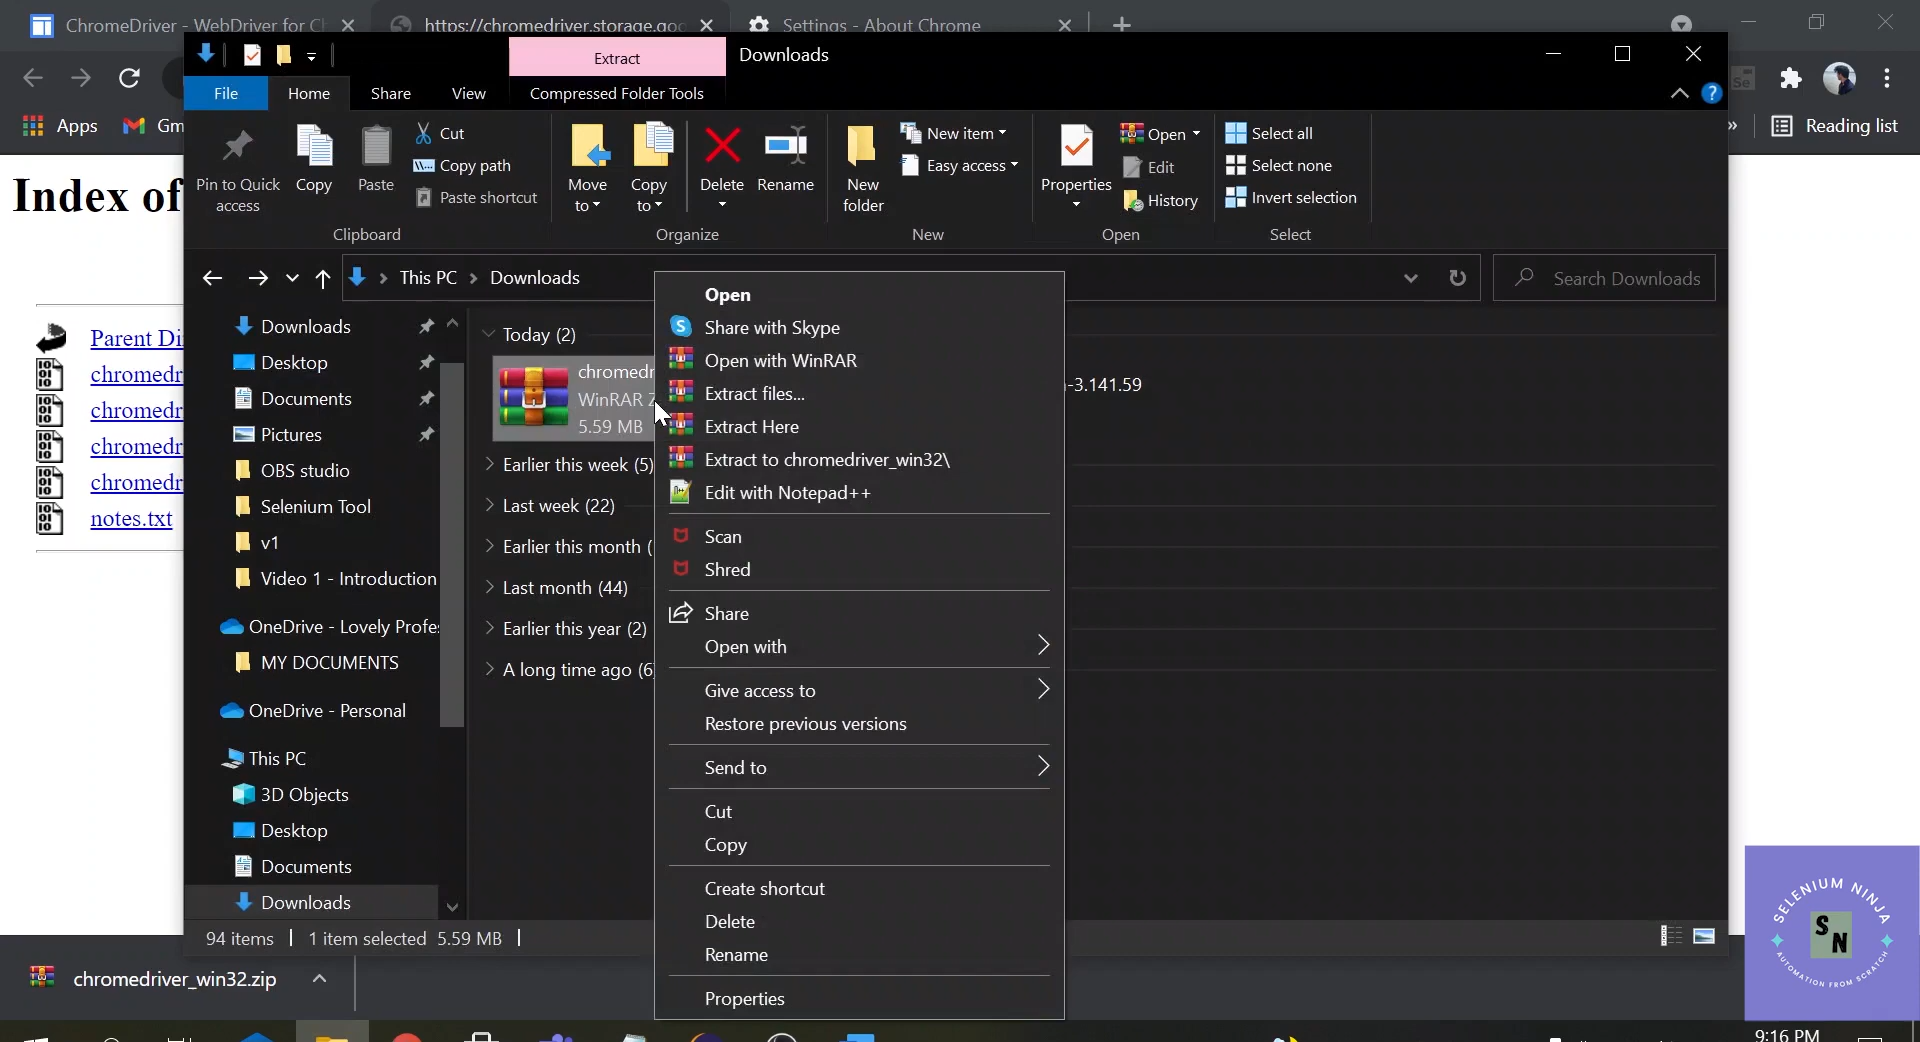 ChromeDriver - WebDriver for Ch
https://chromedriver.storage.goo
Settings - About Chrome
Extract
Downloads
File
Home
Share
View
Compressed Folder Tools
Apps
Gm
Reading list
Index of
Pin to Quick access
Copy
Paste
Cut
Copy path
Paste shortcut
Move to
Copy to
Delete
Rename
New folder
New item
Easy access
Properties
Open
Edit
History
Select all
Select none
Invert selection
Clipboard
Organize
New
Open
Select
This PC
Downloads
Search Downloads
Parent Di
chromedr
chromedr
chromedr
chromedr
notes.txt
Downloads
Desktop
Documents
Pictures
OBS studio
Selenium Tool
v1
Video 1 - Introduction
OneDrive - Lovely Profe
MY DOCUMENTS
OneDrive - Personal
This PC
3D Objects
Desktop
Documents
Downloads
Today (2)
chromedr
WinRAR Z
5.59 MB
-3.141.59
Earlier this week (5)
Last week (22)
Earlier this month (
Last month (44)
Earlier this year (2)
A long time ago (6
Open
Share with Skype
Open with WinRAR
Extract files...
Extract Here
Extract to chromedriver_win32\
Edit with Notepad++
Scan
Shred
Share
Open with
Give access to
Restore previous versions
Send to
Cut
Copy
Create shortcut
Delete
Rename
Properties
94 items
1 item selected 5.59 MB
chromedriver_win32.zip
SELENIUM NINJA
SN
AUTOMATION FROM SCRATCH
9:16 PM